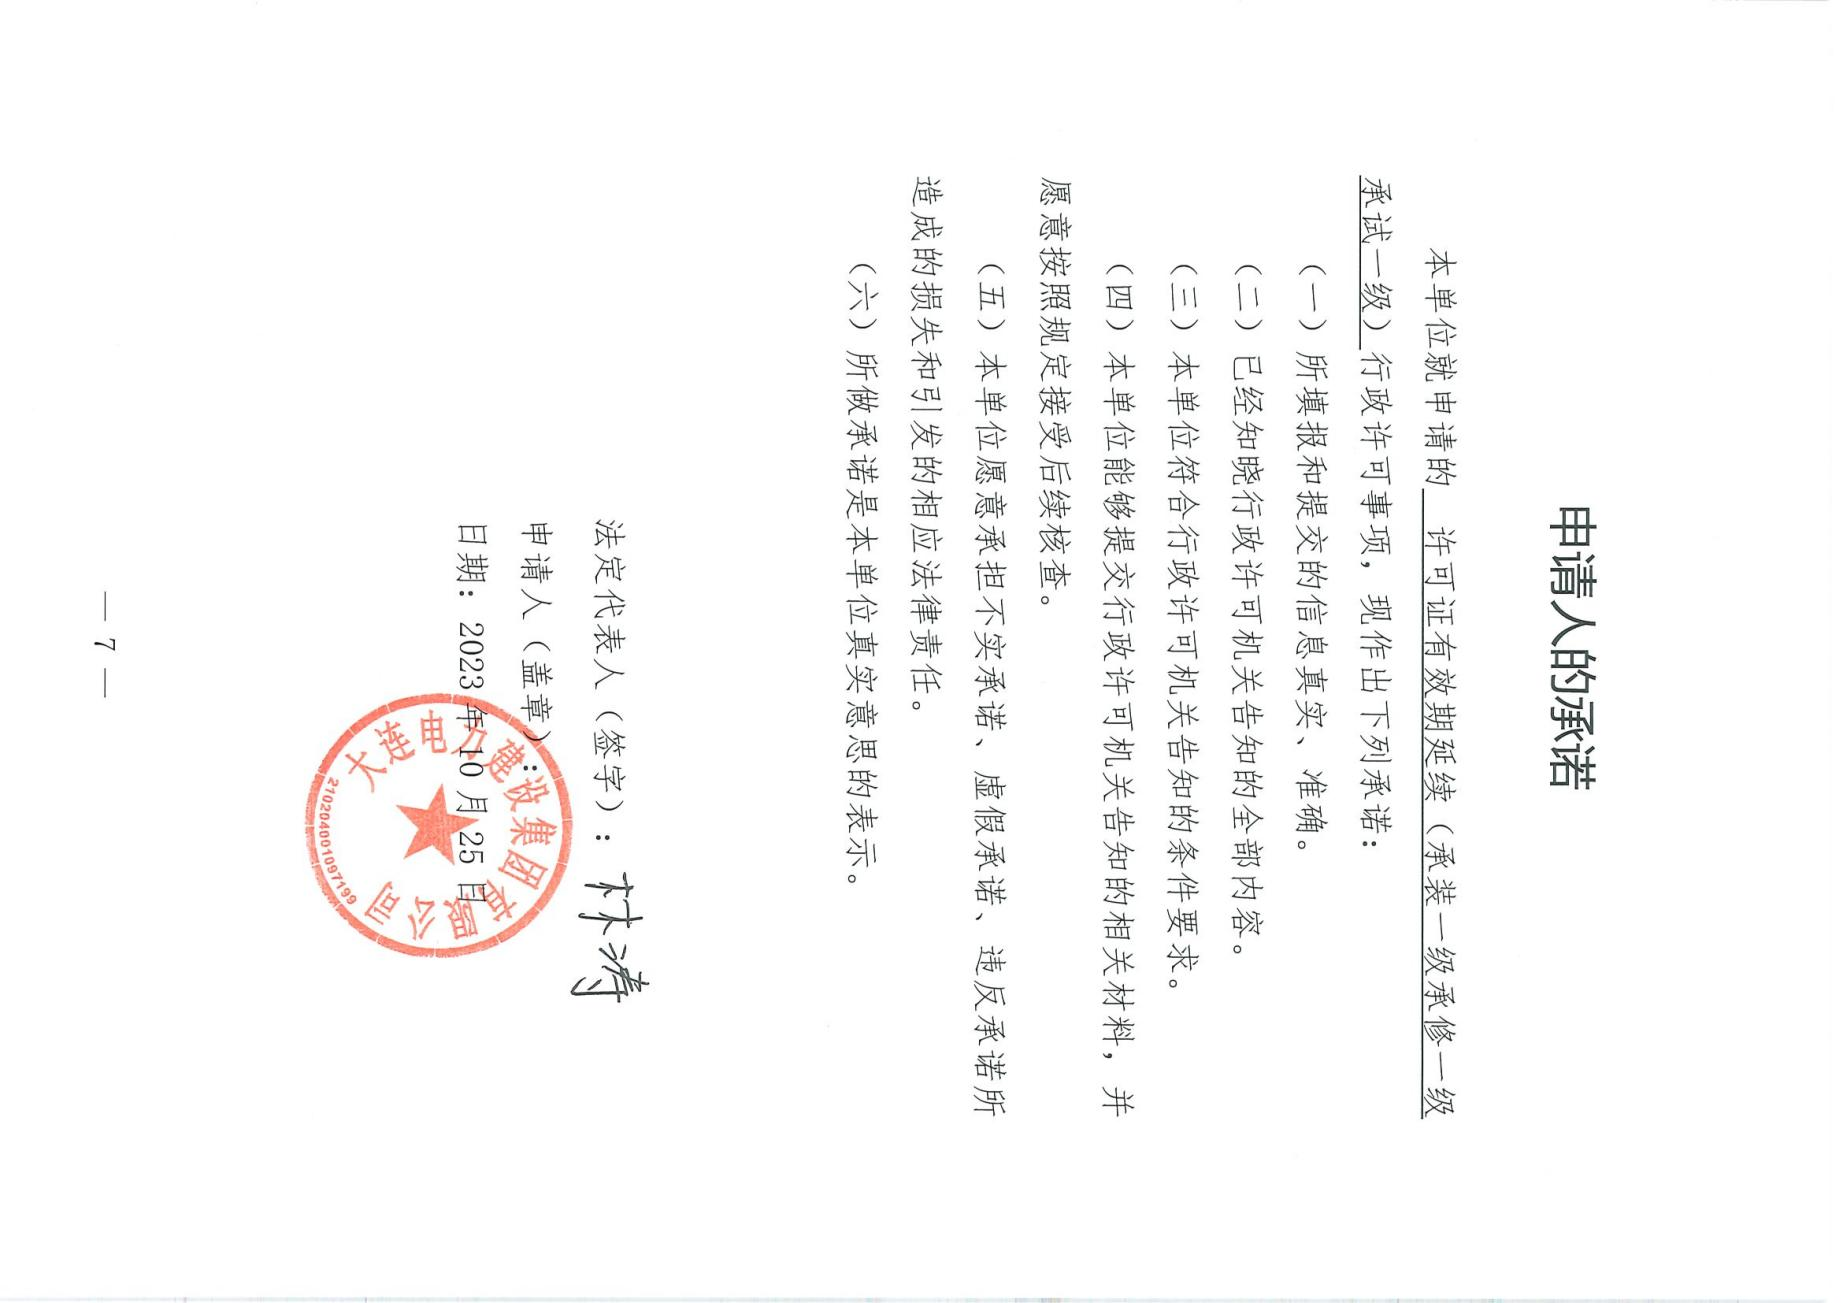 申请人的承诺
本单位就申请的 许可证有效期延续（承装一级承修一级
承试一级）行政许可事项，现作出下列承诺：
（一）所填报和提交的信息真实、准确。
（二）已经知晓行政许可机关告知的全部内容。
（三）本单位符合行政许可机关告知的条件要求。
（四）本单位能够提交行政许可机关告知的相关材料，并
愿意按照规定接受后续核查。
（五）本单位愿意承担不实承诺、虚假承诺、违反承诺所
造成的损失和引发的相应法律责任。
（六）所做承诺是本单位真实意思的表示。
法定代表人（签字）：林涛
申请人（盖章）：
日期：2023年10月25日
大连电力建设集团有限公司
2102040010971​99
— 7 —